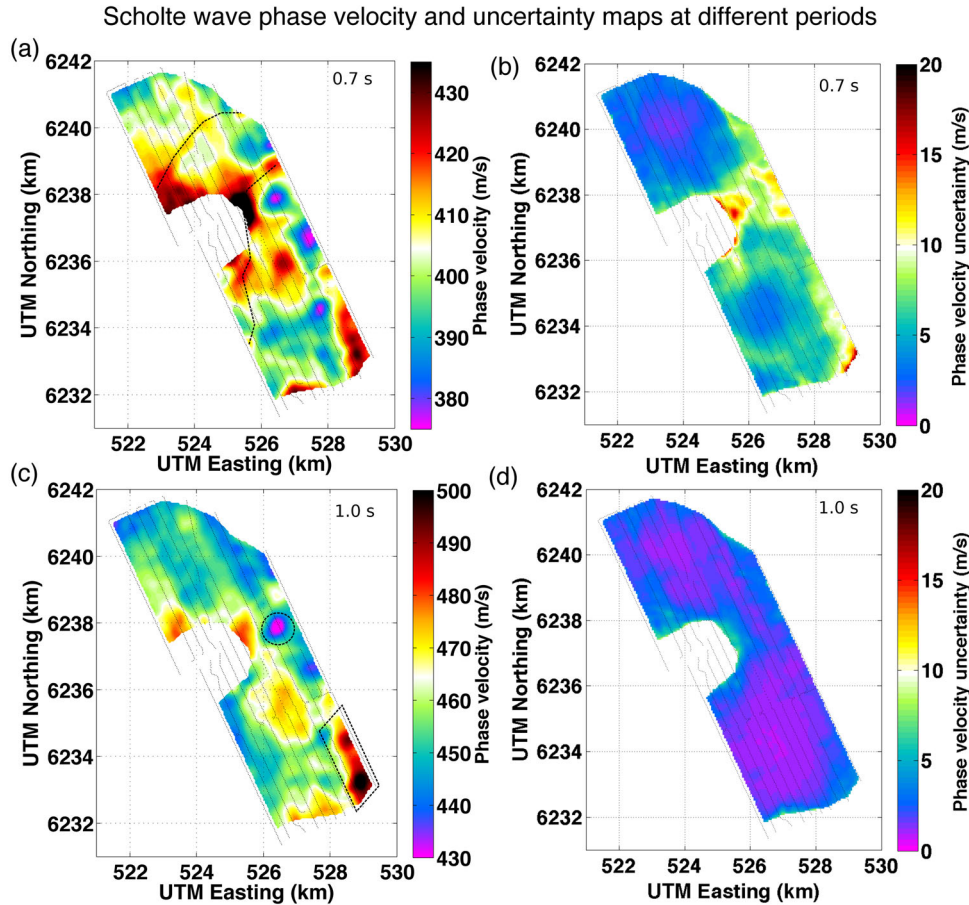 Scholte wave phase velocity and uncertainty maps at different periods
(a)
0.7 s
6242
6240
6238
6236
6234
6232
UTM Northing (km)
522 524 526 528 530
UTM Easting (km)
430
420
410
400
390
380
Phase velocity (m/s)
(b)
0.7 s
6242
6240
6238
6236
6234
6232
UTM Northing (km)
522 524 526 528 530
UTM Easting (km)
20
15
10
5
0
Phase velocity uncertainty (m/s)
(c)
1.0 s
6242
6240
6238
6236
6234
6232
UTM Northing (km)
522 524 526 528 530
UTM Easting (km)
500
490
480
470
460
450
440
430
Phase velocity (m/s)
(d)
1.0 s
6242
6240
6238
6236
6234
6232
UTM Northing (km)
522 524 526 528 530
UTM Easting (km)
20
15
10
5
0
Phase velocity uncertainty (m/s)